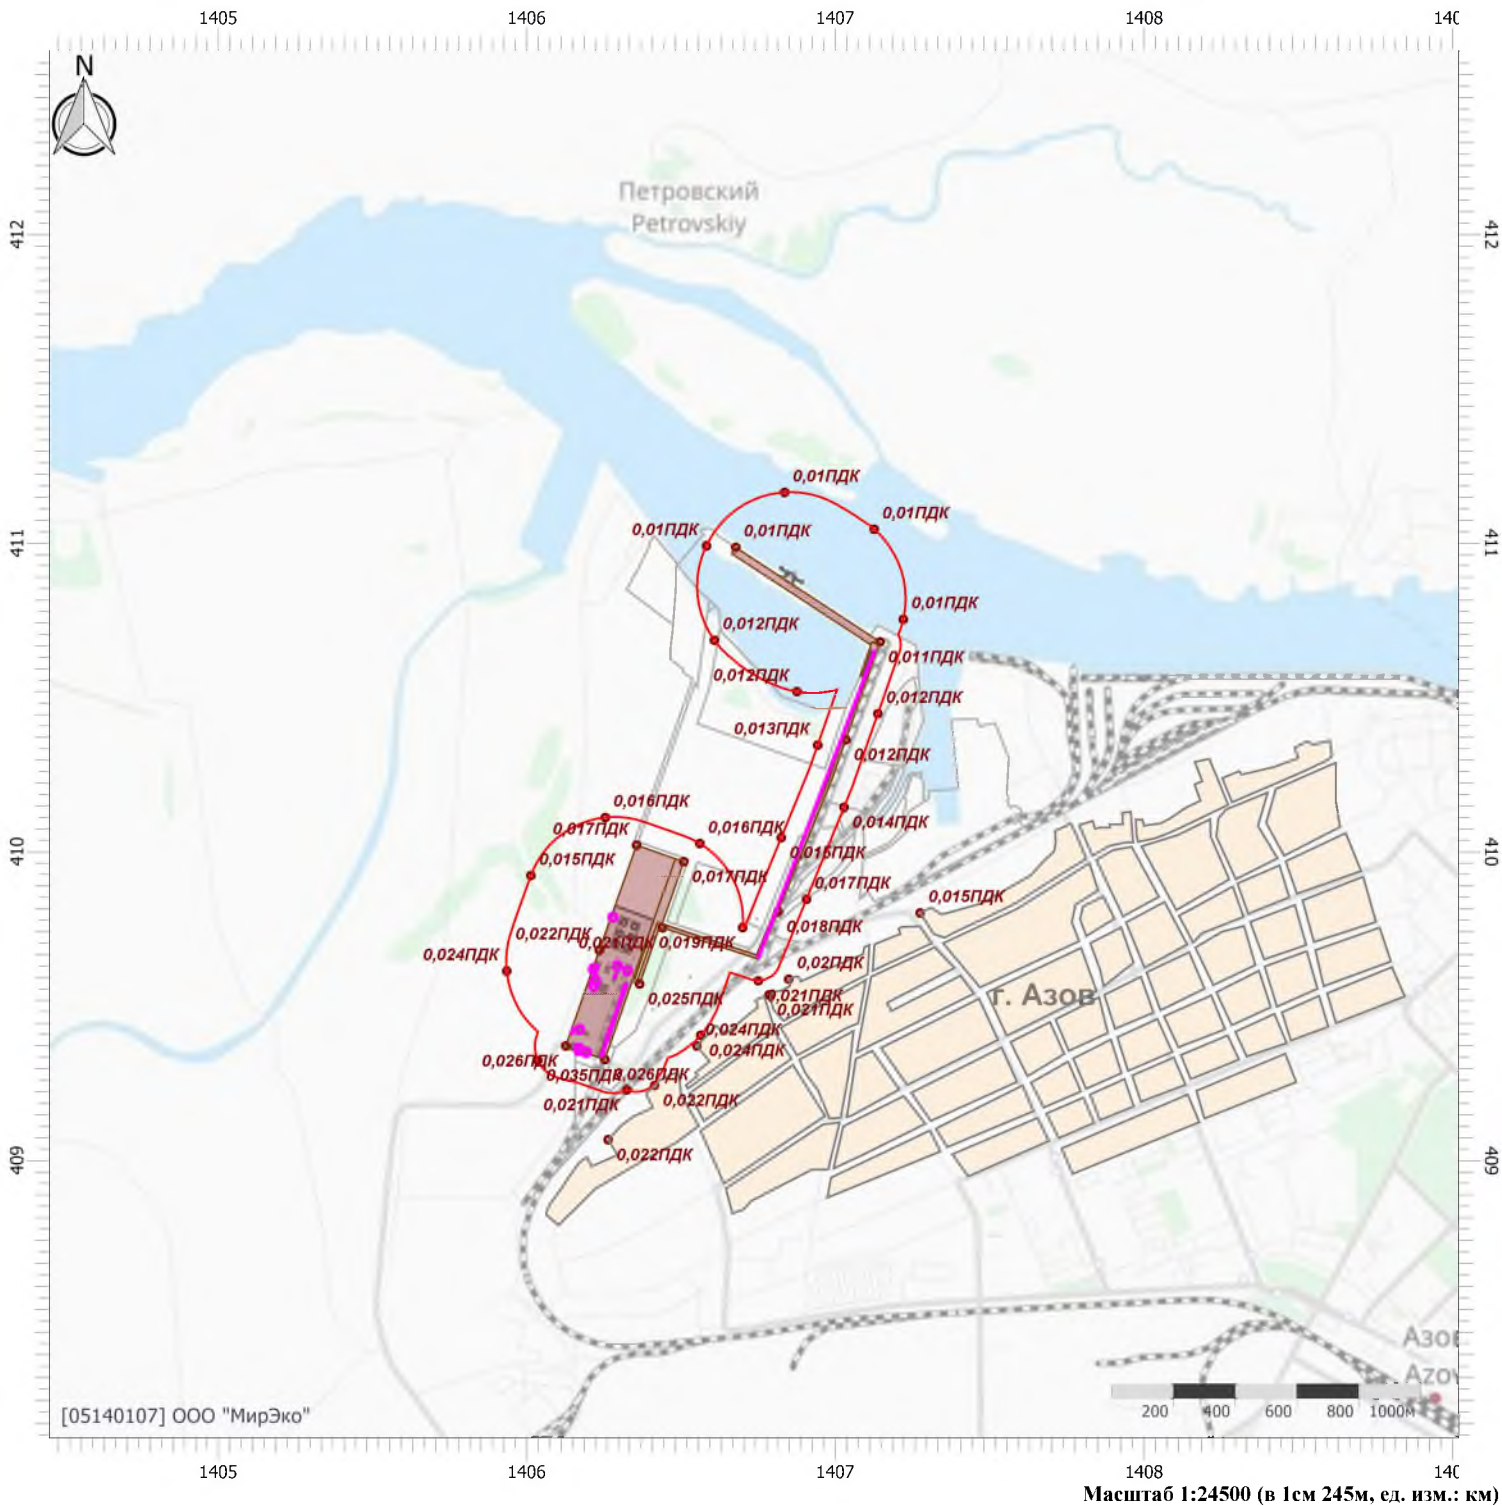 1405 1406 1407 1408 140
N
Петровский
Petrovskiy
412 412
0,01ПДК
0,01ПДК
0,01ПДК 0,01ПДК
411 411
0,01ПДК
0,012ПДК
0,011ПДК
0,012ПДК
0,012ПДК
0,013ПДК
0,012ПДК
0,016ПДК
0,014ПДК
0,017ПДК 0,016ПДК
410 410
0,015ПДК
0,017ПДК
0,017ПДК
0,015ПДК
0,018ПДК
0,022ПДК 0,021ПДК 0,019ПДК
0,024ПДК
0,02ПДК
0,025ПДК 0,021ПДК
г. Азов
0,021ПДК
0,024ПДК
0,024ПДК
0,026ПДК
0,035ПДК 0,026ПДК
0,021ПДК 0,022ПДК
0,022ПДК
409 409
Азов
Azov
200 400 600 800 1000м
[05140107] ООО "МирЭко"
1405 1406 1407 1408 140
Масштаб 1:24500 (в 1см 245м, ед. изм.: км)